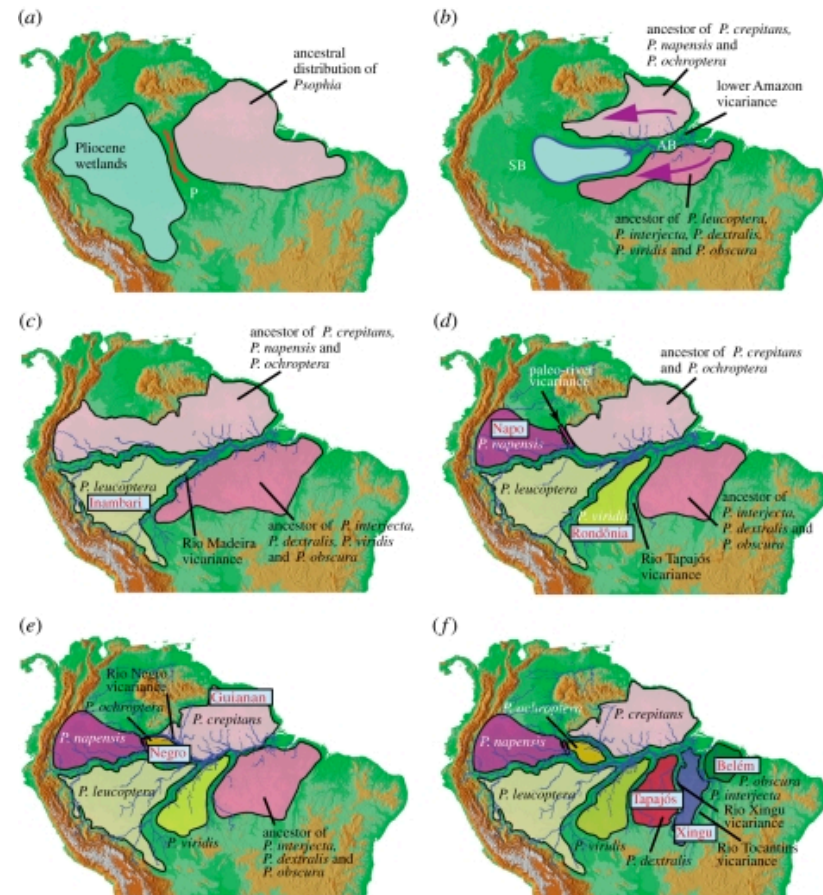 (a)
ancestral
distribution of
Psophia
Pliocene
wetlands
P
(b)
ancestor of P. crepitans,
P. napensis and
P. ochroptera
lower Amazon
vicariance
AB
SB
ancestor of P. leucoptera,
P. interjecta, P. dextralis,
P. viridis and P. obscura
(c)
ancestor of P. crepitans,
P. napensis and
P. ochroptera
P. leucoptera
Inambari
Rio Madeira
vicariance
ancestor of P. interjecta,
P. dextralis, P. viridis
and P. obscura
(d)
ancestor of P. crepitans
and P. ochroptera
paleo-river
vicariance
Napo
P. napensis
P. leucoptera
P. viridis
Rondônia
Rio Tapajós
vicariance
ancestor of
P. interjecta,
P. dextralis and
P. obscura
(e)
Rio Negro
vicariance
P. ochroptera
Guianan
P. crepitans
P. napensis
Negro
P. leucoptera
P. viridis
ancestor of
P. interjecta,
P. dextralis and
P. obscura
(f)
P. ochroptera
P. crepitans
P. napensis
Belém
P. obscura
P. interjecta
P. leucoptera
Tapajós
Rio Xingu
vicariance
Xingu
Rio Tocantins
vicariance
P. viridis
P. dextralis